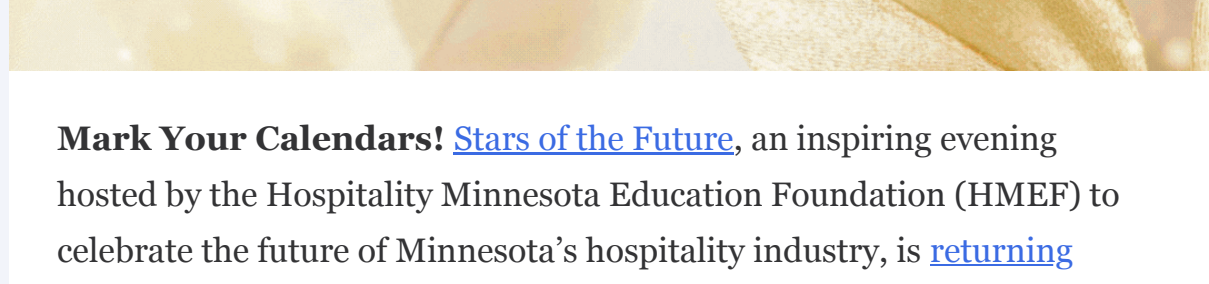 Mark Your Calendars! Stars of the Future, an inspiring evening
hosted by the Hospitality Minnesota Education Foundation (HMEF) to
celebrate the future of Minnesota’s hospitality industry, is returning